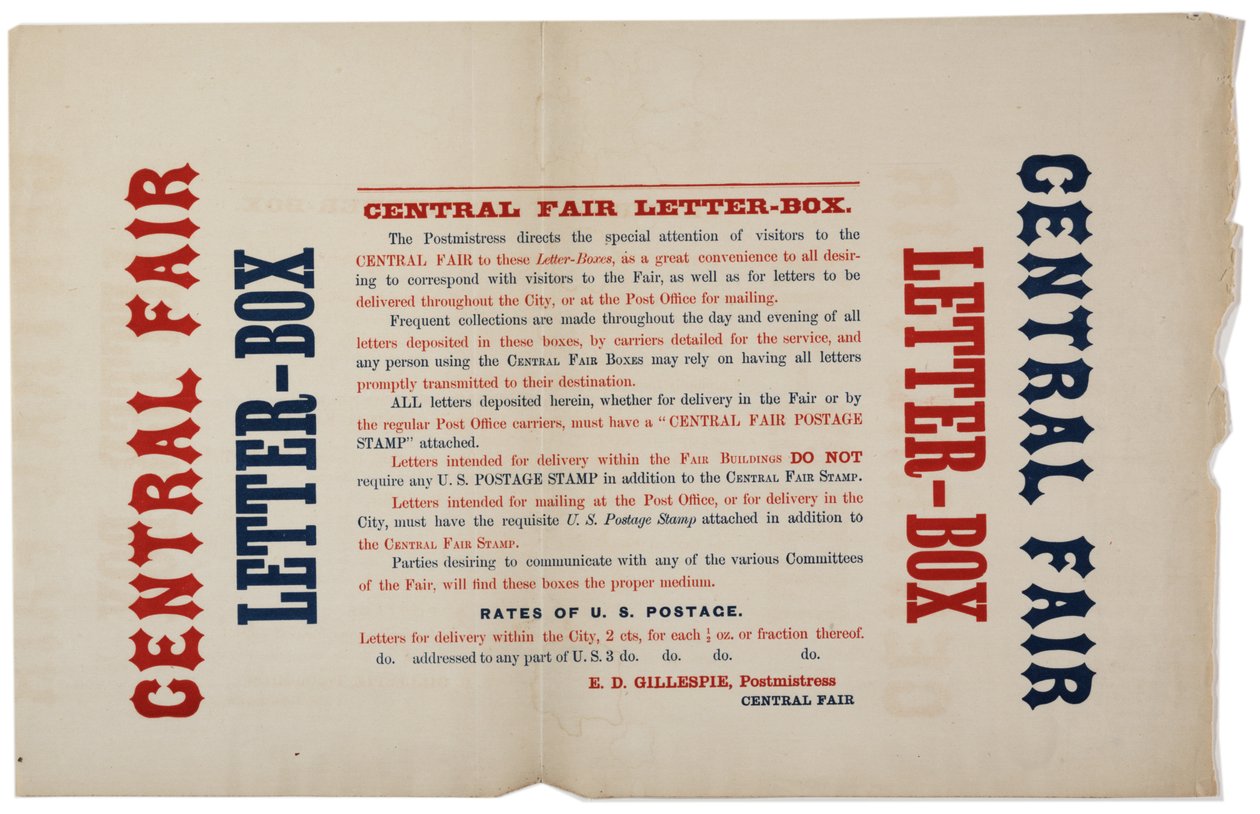 CENTRAL FAIR
LETTER-BOX
CENTRAL FAIR LETTER-BOX.
The Postmistress directs the special attention of visitors to the
CENTRAL FAIR to these Letter-Boxes, as a great convenience to all desir-
ing to correspond with visitors to the Fair, as well as for letters to be
delivered throughout the City, or at the Post Office for mailing.
Frequent collections are made throughout the day and evening of all
letters deposited in these boxes, by carriers detailed for the service, and
any person using the CENTRAL FAIR BOXES may rely on having all letters
promptly transmitted to their destination.
ALL letters deposited herein, whether for delivery in the Fair or by
the regular Post Office carriers, must have a "CENTRAL FAIR POSTAGE
STAMP" attached.
Letters intended for delivery within the FAIR BUILDINGS DO NOT
require any U. S. POSTAGE STAMP in addition to the CENTRAL FAIR STAMP.
Letters intended for mailing at the Post Office, or for delivery in the
City, must have the requisite U. S. Postage Stamp attached in addition to
the CENTRAL FAIR STAMP.
Parties desiring to communicate with any of the various Committees
of the Fair, will find these boxes the proper medium.
RATES OF U. S. POSTAGE.
Letters for delivery within the City, 2 cts, for each ½ oz. or fraction thereof.
do. addressed to any part of U. S. 3 do. do. do. do.
E. D. GILLESPIE, Postmistress
CENTRAL FAIR
LETTER-BOX
CENTRAL FAIR